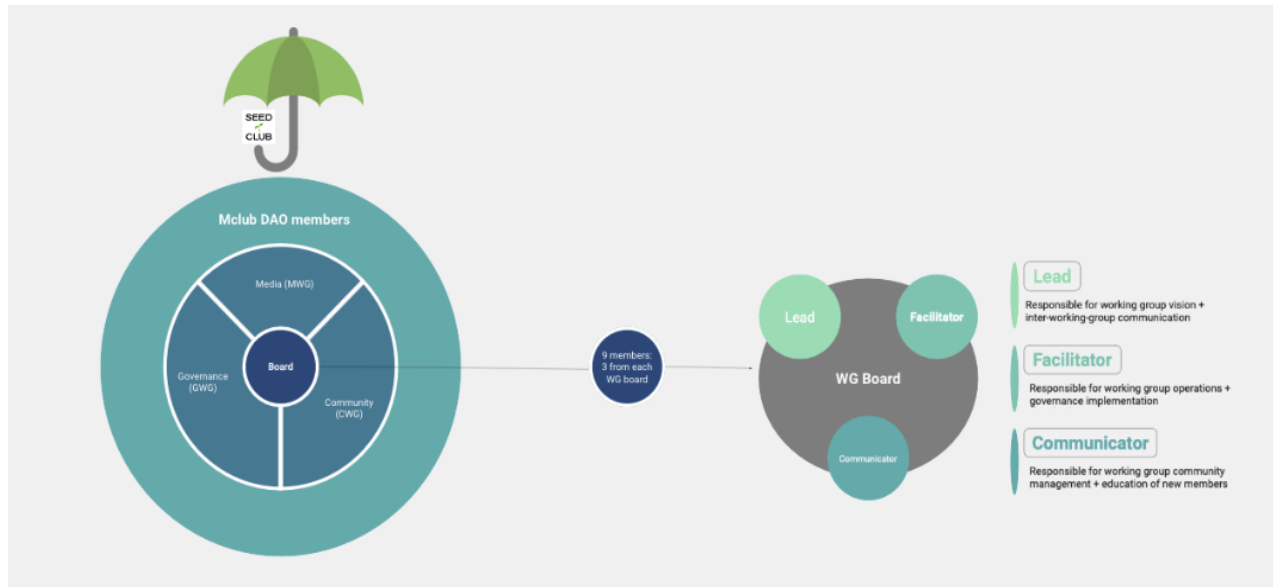 SEED
CLUB
Mclub DAO members
Media (MWG)
Board
Governance
(GWG)
Community
(CWG)
9 members:
3 from each
WG board
Lead
Facilitator
WG Board
Communicator
Lead
Responsible for working group vision +
inter-working-group communication
Facilitator
Responsible for working group operations +
governance implementation
Communicator
Responsible for working group community
management + education of new members